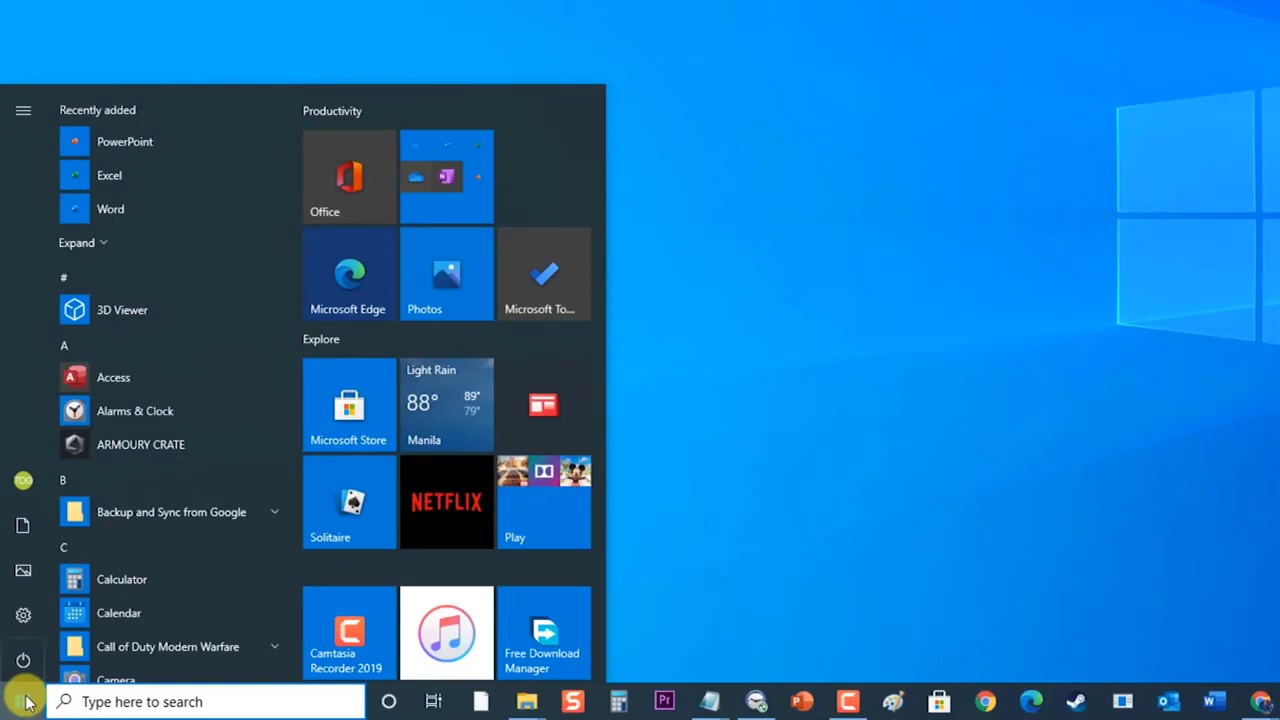 Recently added
PowerPoint
Excel
Word
Expand
#
3D Viewer
A
Access
Alarms & Clock
ARMOURY CRATE
B
Backup and Sync from Google
C
Calculator
Calendar
Call of Duty Modern Warfare
Camera
Productivity
Office
Microsoft Edge
Photos
Microsoft To...
Explore
Microsoft Store
Light Rain
88° 89°
79°
Manila
Solitaire
NETFLIX
Play
Camtasia
Recorder 2019
Free Download
Manager
TDG
Type here to search
Pr